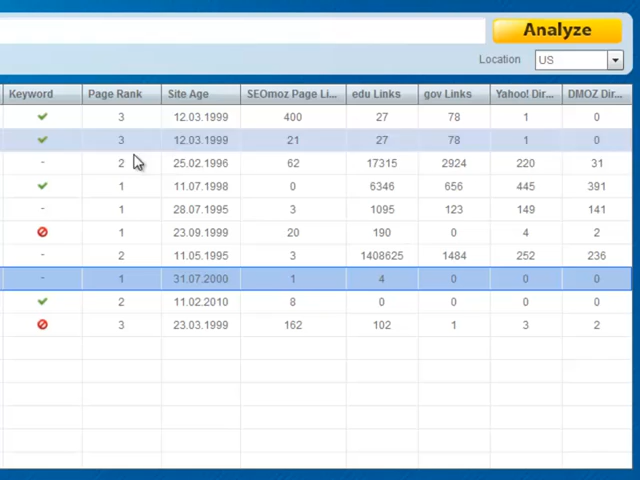 Analyze
Location US
Keyword Page Rank Site Age SEOmoz Page Li... edu Links gov Links Yahoo! Dir... DMOZ Dir...
3 12.03.1999 400 27 78 1 0
3 12.03.1999 21 27 78 1 0
- 2 25.02.1996 62 17315 2924 220 31
1 11.07.1998 0 6346 656 445 391
- 1 28.07.1995 3 1095 123 149 141
1 23.09.1999 20 190 0 4 2
- 2 11.05.1995 3 1408625 1484 252 236
- 1 31.07.2000 1 4 0 0 0
2 11.02.2010 8 0 0 0 0
3 23.03.1999 162 102 1 3 2